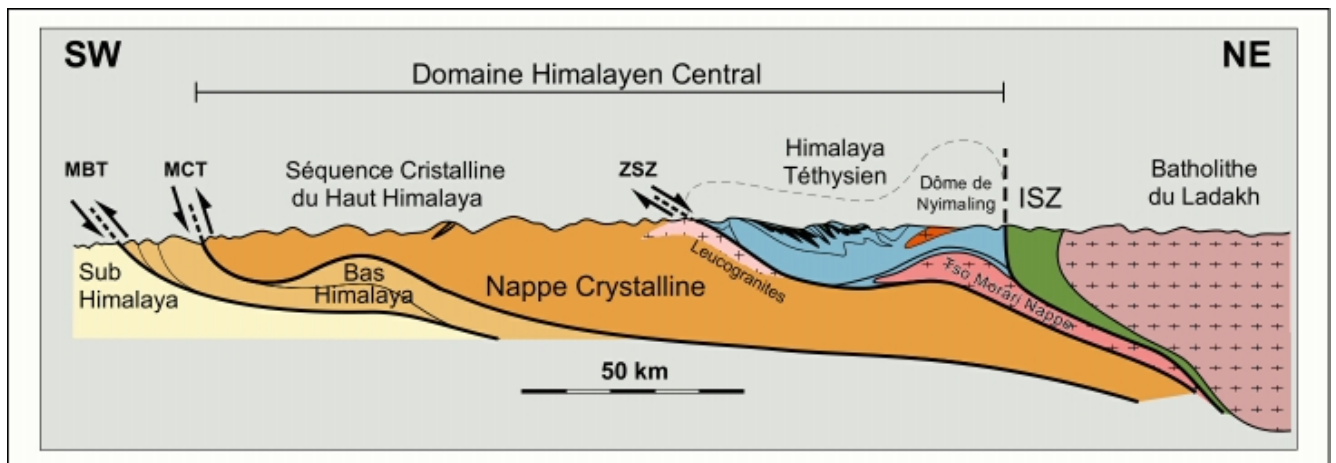 SW
NE
Domaine Himalayen Central
MBT
MCT
Séquence Cristalline
du Haut Himalaya
ZSZ
Himalaya
Téthysien
Dôme de
Nyimaling
ISZ
Batholithe
du Ladakh
Sub
Himalaya
Bas
Himalaya
Nappe Crystalline
Leucogranites
Tso Morari Nappe
50 km